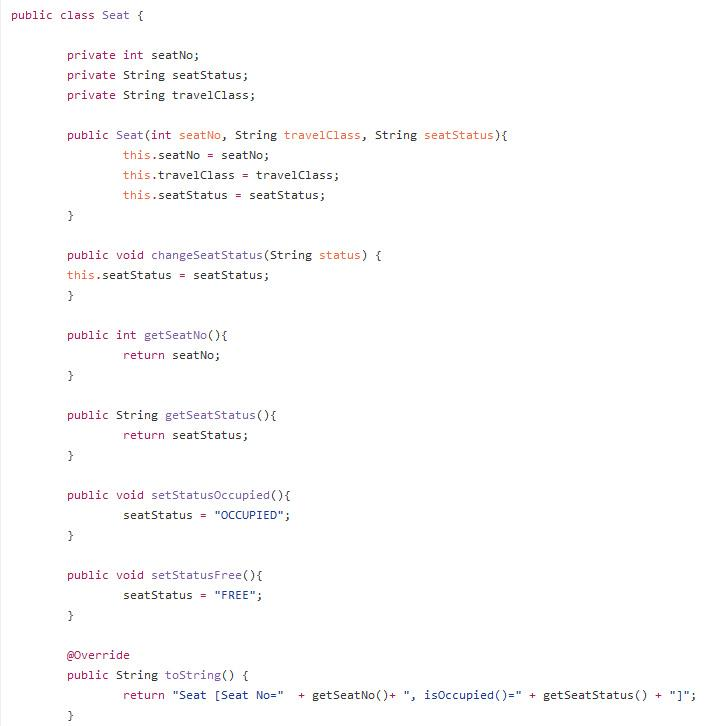 public class Seat {
private int seatNo;
private String seatStatus;
private String travelClass;
public Seat(int seatNo, String travelClass, String seatStatus){
this.seatNo = seatNo;
this.travelClass = travelClass;
this.seatStatus = seatStatus;
}
public void changeSeatStatus(String status) {
this.seatStatus = seatStatus;
}
public int getSeatNo(){
return seatNo;
}
public String getSeatStatus(){
return seatStatus;
}
public void setStatusOccupied(){
seatStatus = "OCCUPIED";
}
public void setStatusFree(){
seatStatus = "FREE";
}
@Override
public String toString() {
return "Seat [Seat No="  + getSeatNo()+ ", isOccupied()=" + getSeatStatus() + "]";
}